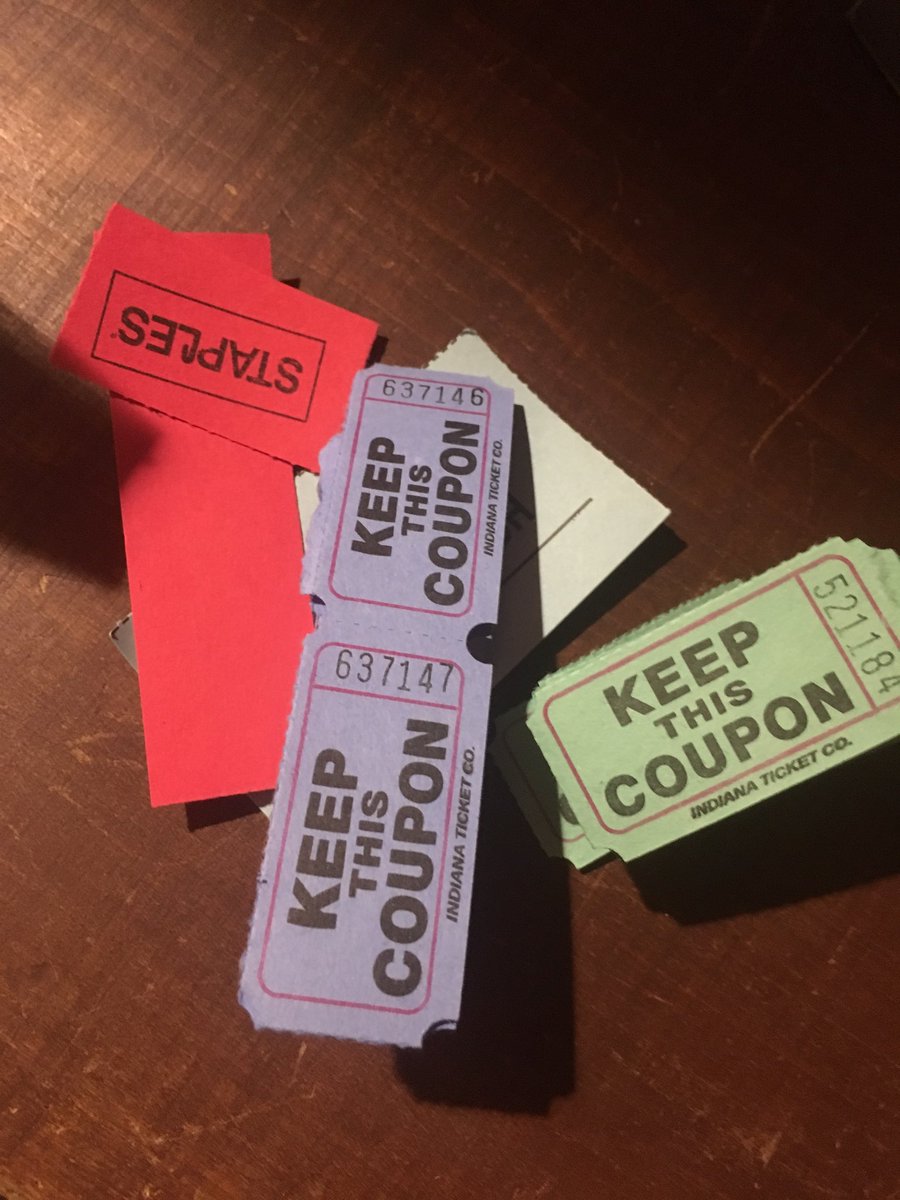 STAPLES
637146
KEEP
THIS
COUPON
INDIANA TICKET CO.
637147
KEEP
THIS
COUPON
INDIANA TICKET CO.
521184
KEEP
THIS
COUPON
INDIANA TICKET CO.